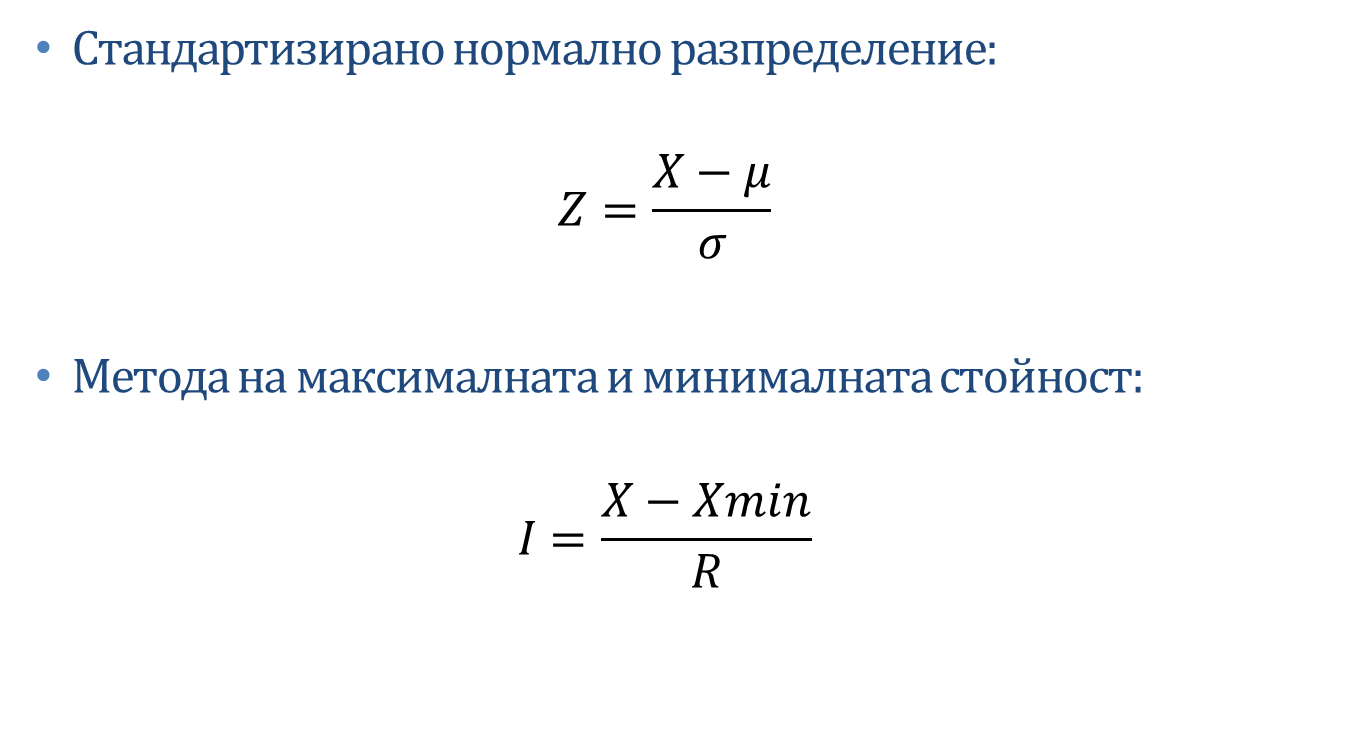 • Стандартизирано нормално разпределение:
Z = (X − μ) / σ
• Метода на максималната и минималната стойност:
I = (X − Xmin) / R